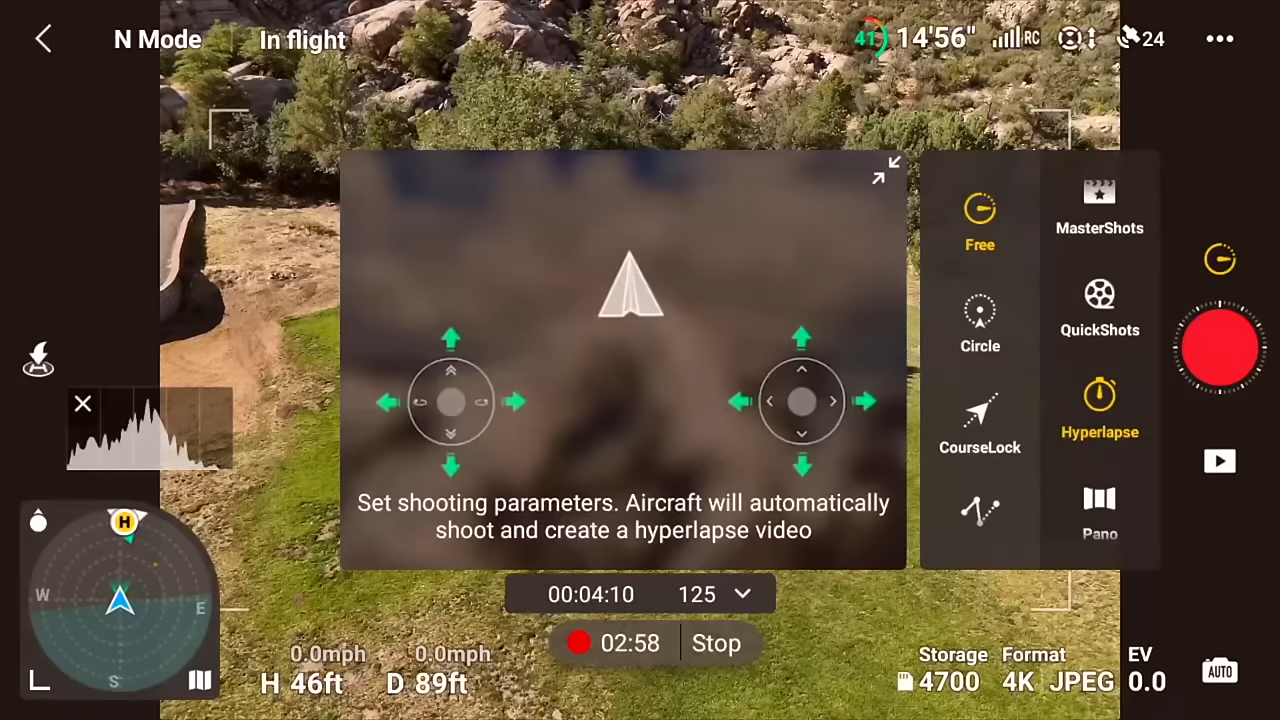 N Mode
In flight
41
14'56"
RC
24
Free
Circle
CourseLock
MasterShots
QuickShots
Hyperlapse
Pano
Set shooting parameters. Aircraft will automatically
shoot and create a hyperlapse video
00:04:10 125
02:58 Stop
H
W
E
S
0.0mph 0.0mph
H 46ft D 89ft
Storage Format EV
4700 4K JPEG 0.0
AUTO